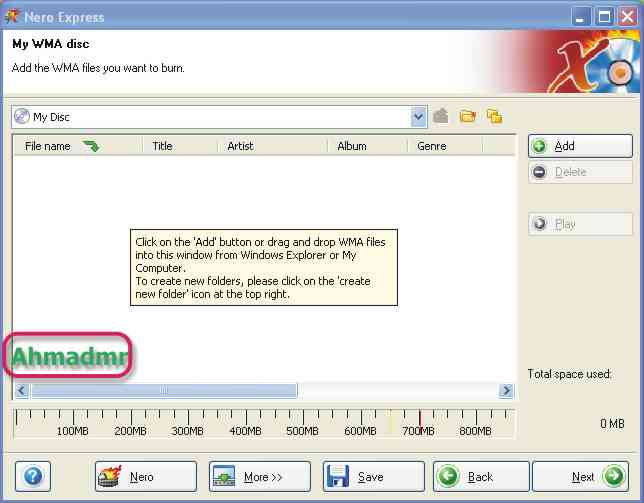 Nero Express
My WMA disc
Add the WMA files you want to burn.
My Disc
File name Title Artist Album Genre
Add
Delete
Play
Click on the 'Add' button or drag and drop WMA files
into this window from Windows Explorer or My
Computer.
To create new folders, please click on the 'create
new folder' icon at the top right.
Ahmadmr
Total space used:
0 MB
100MB 200MB 300MB 400MB 500MB 600MB 700MB 800MB
? Nero More >> Save Back Next